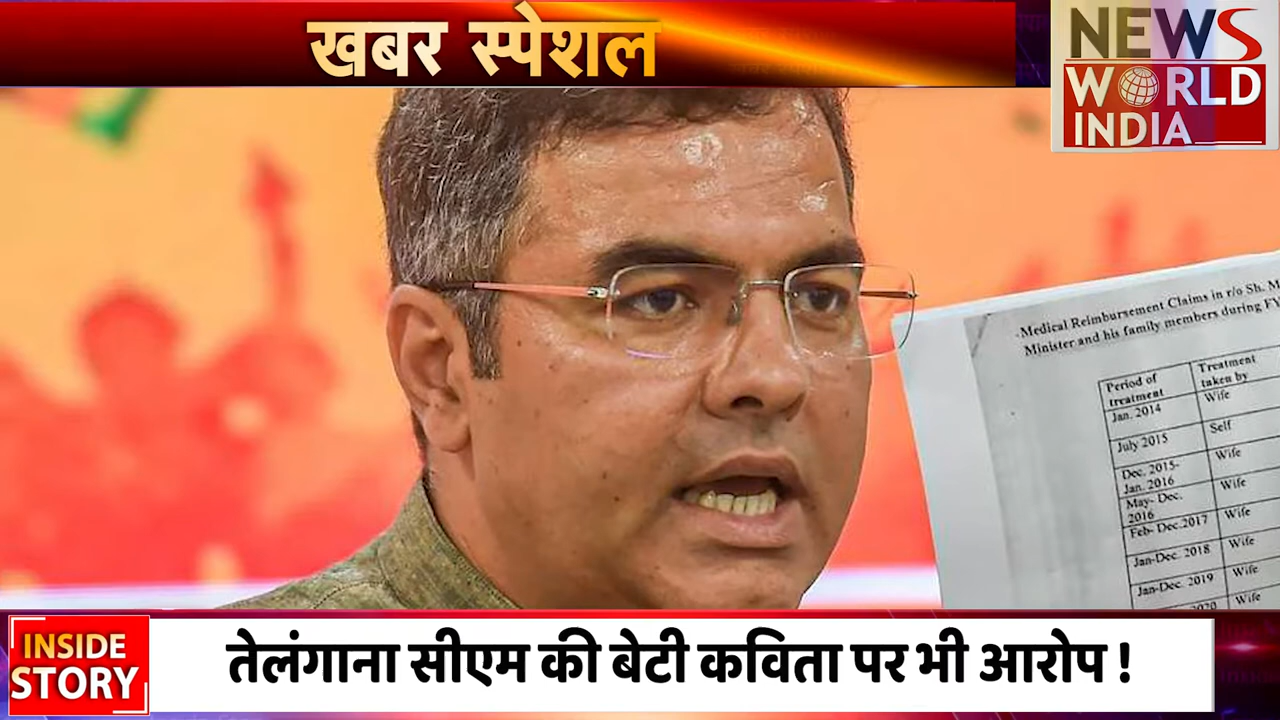 खबर स्पेशल
NEWS
WORLD
INDIA
Medical Reimbursement Claims in r/o Sh. M
Minister and his family members during FY
Period of treatment Treatment taken by
Jan. 2014 Wife
July 2015 Self
Dec. 2015- Jan. 2016 Wife
May- Dec. 2016 Wife
Feb- Dec.2017 Wife
Jan-Dec. 2018 Wife
Jan-Dec. 2019 Wife
2020 Wife
INSIDE
STORY
तेलंगाना सीएम की बेटी कविता पर भी आरोप !